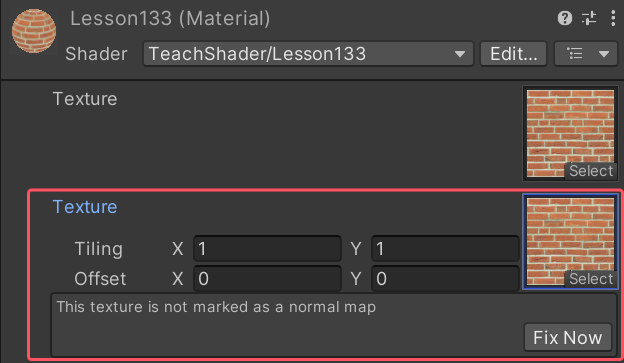 Lesson133 (Material)
Shader TeachShader/Lesson133 Edit...
Texture
Select
Texture
Tiling X 1 Y 1
Offset X 0 Y 0
Select
This texture is not marked as a normal map
Fix Now